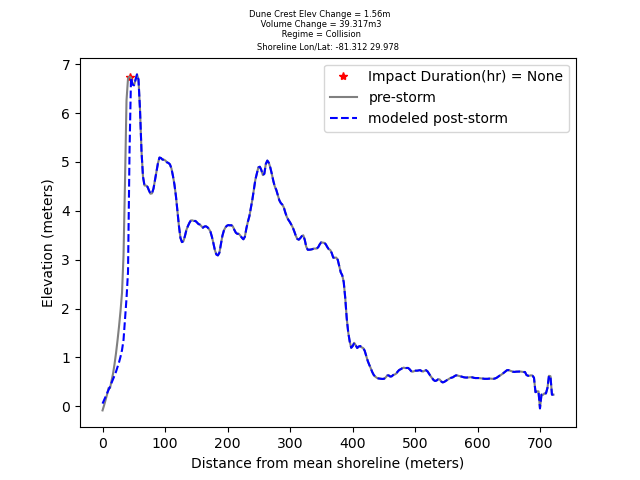 Dune Crest Elev Change = 1.56m
Volume Change = 39.317m3
Regime = Collision
Shoreline Lon/Lat: -81.312 29.978
Impact Duration(hr) = None
pre-storm
modeled post-storm
7
6
5
4
3
2
1
0
Elevation (meters)
0 100 200 300 400 500 600 700
Distance from mean shoreline (meters)